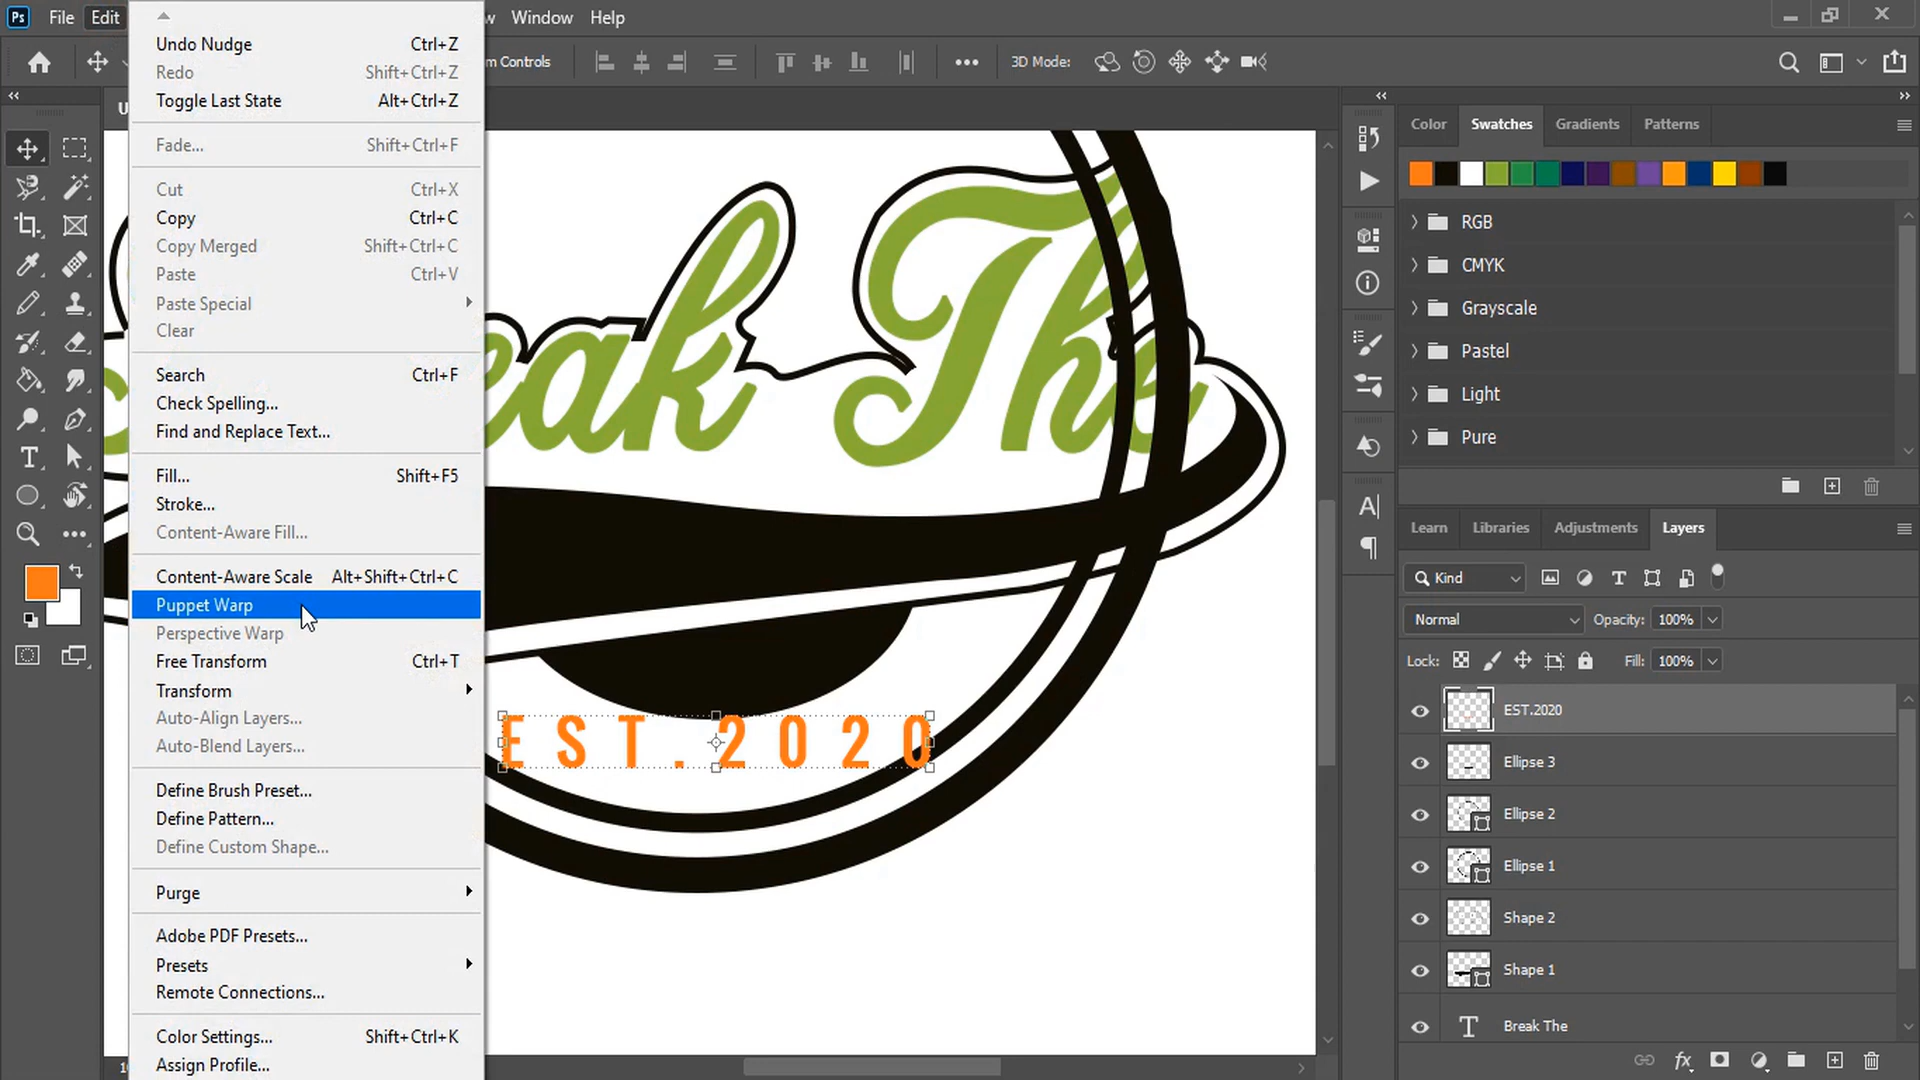 Ps File Edit Window Help
Undo Nudge Ctrl+Z
Redo Shift+Ctrl+Z
Toggle Last State Alt+Ctrl+Z
Fade... Shift+Ctrl+F
Cut Ctrl+X
Copy Ctrl+C
Copy Merged Shift+Ctrl+C
Paste Ctrl+V
Paste Special
Clear
Search Ctrl+F
Check Spelling...
Find and Replace Text...
Fill... Shift+F5
Stroke...
Content-Aware Fill...
Content-Aware Scale Alt+Shift+Ctrl+C
Puppet Warp
Perspective Warp
Free Transform Ctrl+T
Transform
Auto-Align Layers...
Auto-Blend Layers...
Define Brush Preset...
Define Pattern...
Define Custom Shape...
Purge
Adobe PDF Presets...
Presets
Remote Connections...
Color Settings... Shift+Ctrl+K
Assign Profile...
Controls
3D Mode:
eak The
EST.2020
Color Swatches Gradients Patterns
RGB
CMYK
Grayscale
Pastel
Light
Pure
Learn Libraries Adjustments Layers
Kind
Normal Opacity: 100%
Lock: Fill: 100%
EST.2020
Ellipse 3
Ellipse 2
Ellipse 1
Shape 2
Shape 1
Break The